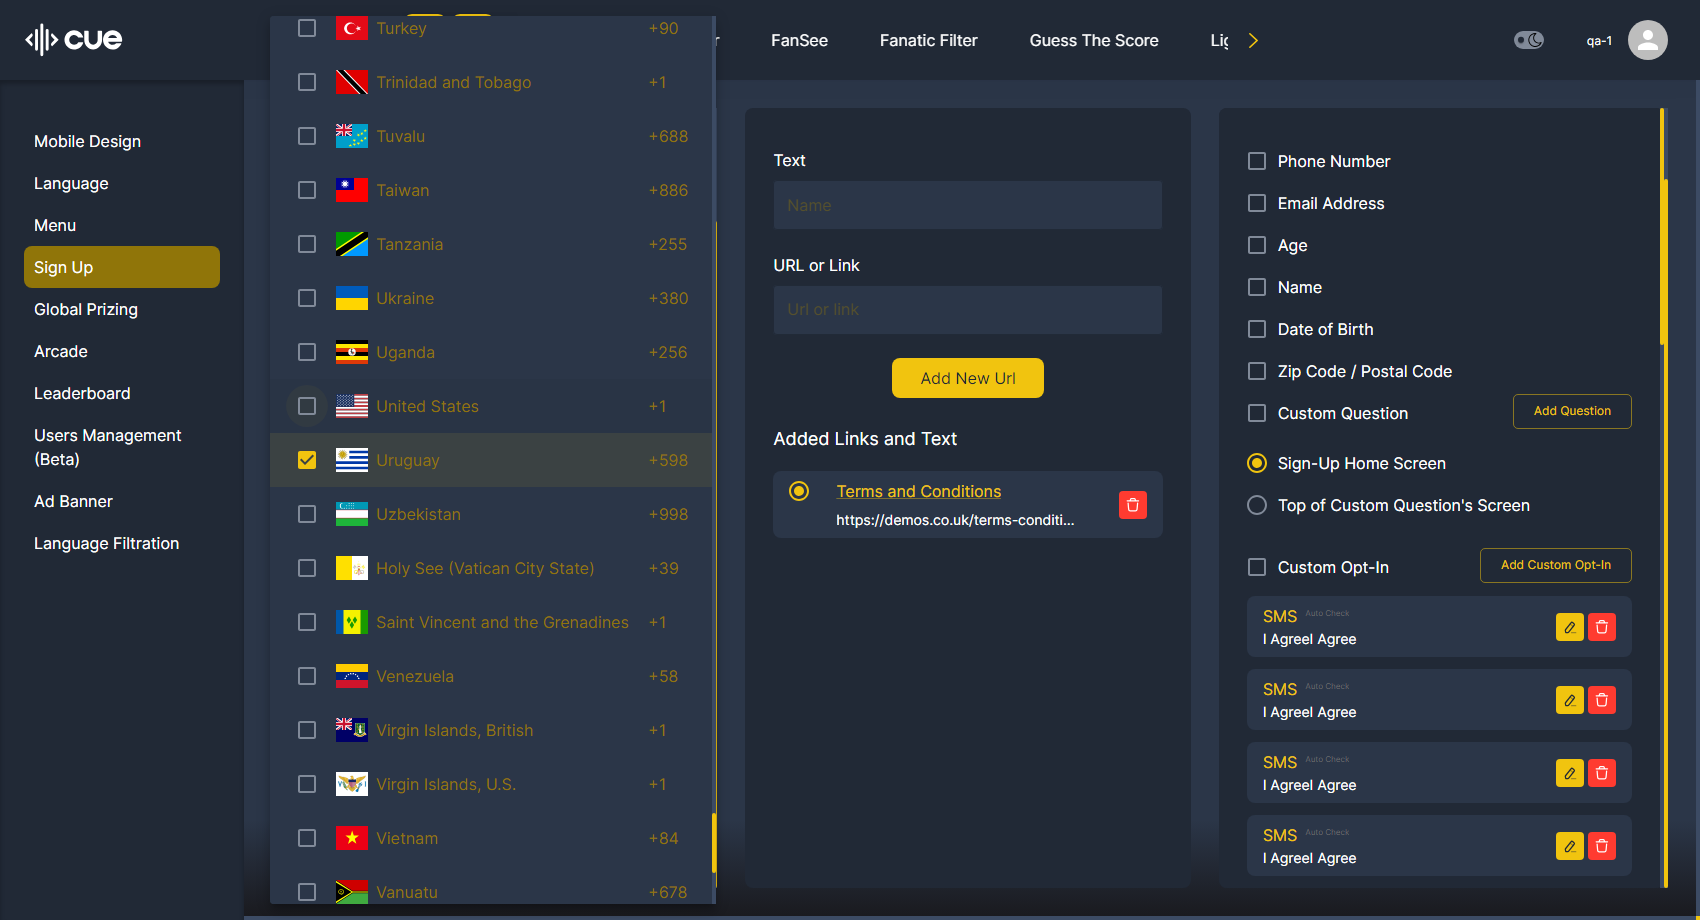 cue
FanSee
Fanatic Filter
Guess The Score
qa-1
Mobile Design
Language
Menu
Sign Up
Global Prizing
Arcade
Leaderboard
Users Management
(Beta)
Ad Banner
Language Filtration
Turkey +90
Trinidad and Tobago +1
Tuvalu +688
Taiwan +886
Tanzania +255
Ukraine +380
Uganda +256
United States +1
Uruguay +598
Uzbekistan +998
Holy See (Vatican City State) +39
Saint Vincent and the Grenadines +1
Venezuela +58
Virgin Islands, British +1
Virgin Islands, U.S. +1
Vietnam +84
Vanuatu +678
Text
Name
URL or Link
Url or link
Add New Url
Added Links and Text
Terms and Conditions
https://demos.co.uk/terms-conditi...
Phone Number
Email Address
Age
Name
Date of Birth
Zip Code / Postal Code
Custom Question
Add Question
Sign-Up Home Screen
Top of Custom Question's Screen
Custom Opt-In
Add Custom Opt-In
SMS Auto Check
I AgreeI Agree
SMS Auto Check
I AgreeI Agree
SMS Auto Check
I AgreeI Agree
SMS Auto Check
I AgreeI Agree